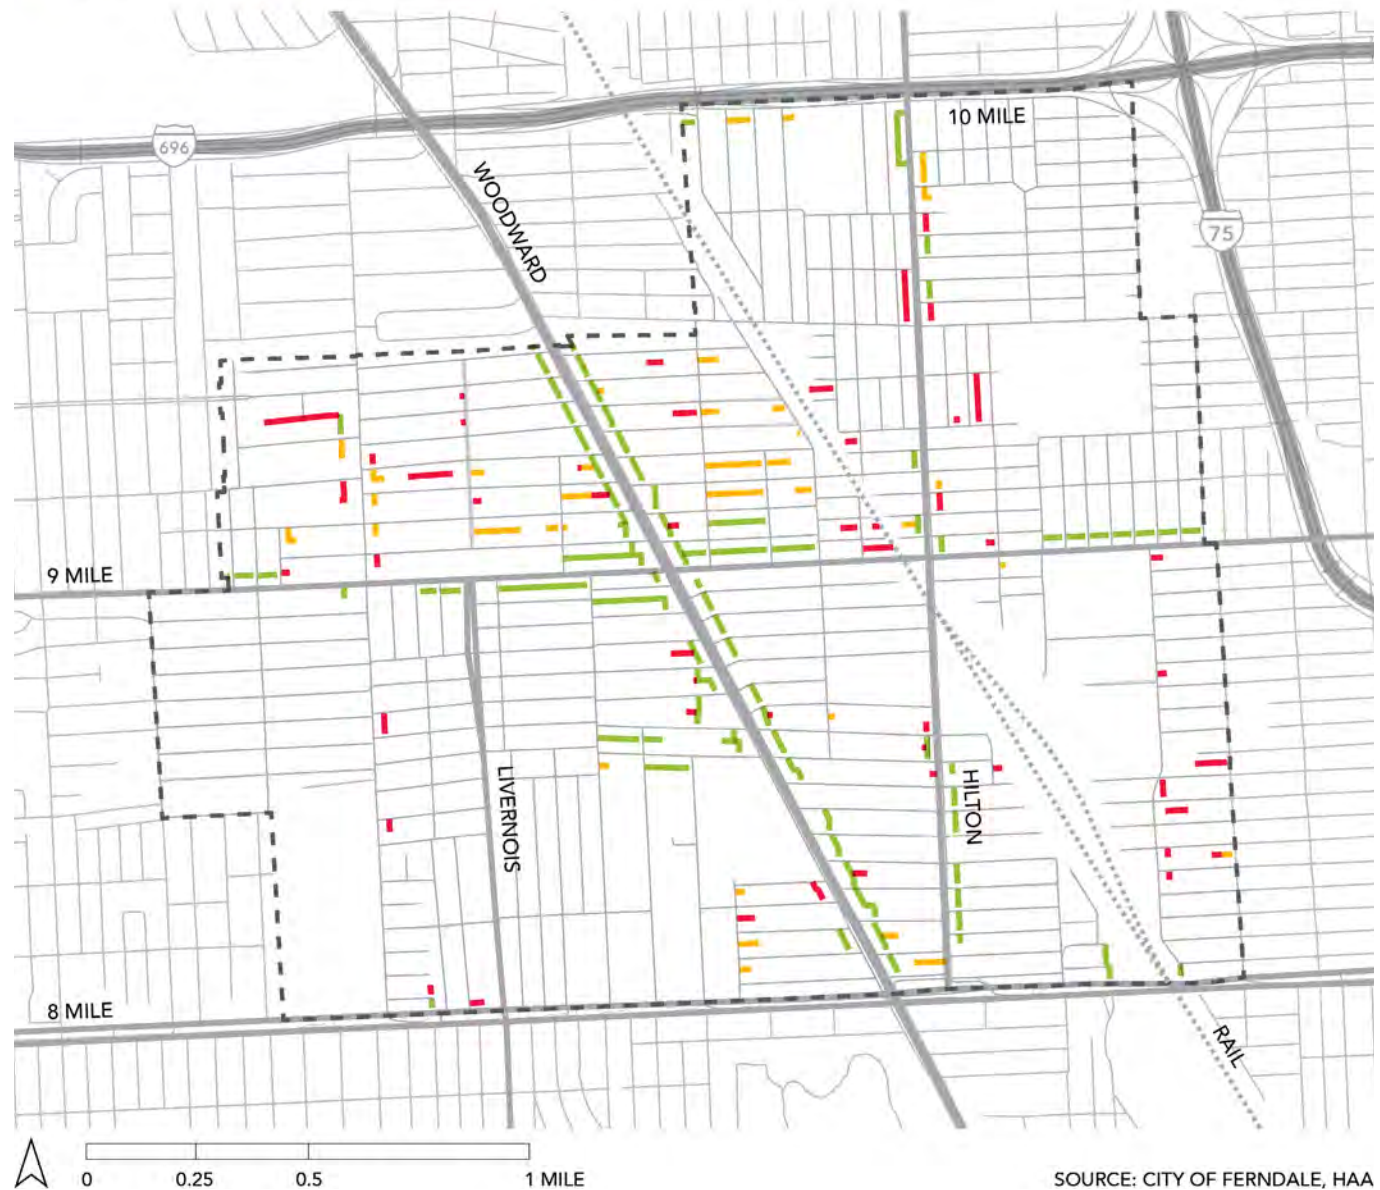 10 MILE
696
WOODWARD
75
9 MILE
LIVERNOIS
HILTON
8 MILE
RAIL
0 0.25 0.5 1 MILE
SOURCE: CITY OF FERNDALE, HAA